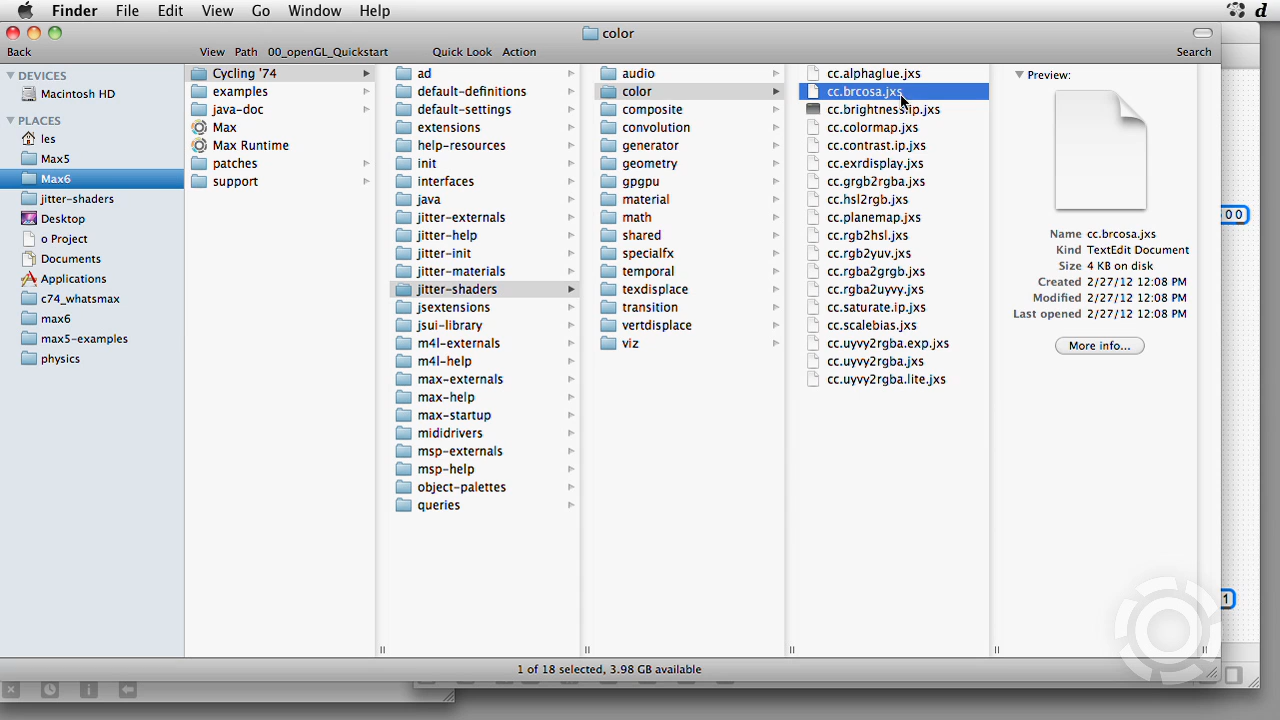 Finder File Edit View Go Window Help
color
Back View Path 00_openGL_Quickstart Quick Look Action Search
DEVICES
Macintosh HD
PLACES
les
Max5
Max6
jitter-shaders
Desktop
o Project
Documents
Applications
c74_whatsmax
max6
max5-examples
physics
Cycling '74
examples
java-doc
Max
Max Runtime
patches
support
ad
default-definitions
default-settings
extensions
help-resources
init
interfaces
java
jitter-externals
jitter-help
jitter-init
jitter-materials
jitter-shaders
jsextensions
jsui-library
m4l-externals
m4l-help
max-externals
max-help
max-startup
mididrivers
msp-externals
msp-help
object-palettes
queries
audio
color
composite
convolution
generator
geometry
gpgpu
material
math
shared
specialfx
temporal
texdisplace
transition
vertdisplace
viz
cc.alphaglue.jxs
cc.brcosa.jxs
cc.brightness.ip.jxs
cc.colormap.jxs
cc.contrast.ip.jxs
cc.exrdisplay.jxs
cc.grgb2rgba.jxs
cc.hsl2rgb.jxs
cc.planemap.jxs
cc.rgb2hsl.jxs
cc.rgb2yuv.jxs
cc.rgba2grgb.jxs
cc.rgba2uyvy.jxs
cc.saturate.ip.jxs
cc.scalebias.jxs
cc.uyvy2rgba.exp.jxs
cc.uyvy2rgba.jxs
cc.uyvy2rgba.lite.jxs
Preview:
Name cc.brcosa.jxs
Kind TextEdit Document
Size 4 KB on disk
Created 2/27/12 12:08 PM
Modified 2/27/12 12:08 PM
Last opened 2/27/12 12:08 PM
More info...
1 of 18 selected, 3.98 GB available